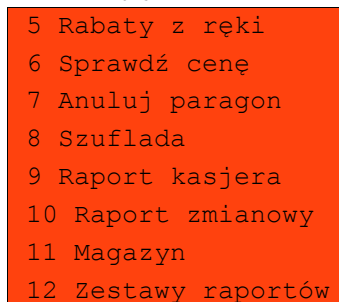 5 Rabaty z ręki
6 Sprawdź cenę
7 Anuluj paragon
8 Szuflada
9 Raport kasjera
10 Raport zmianowy
11 Magazyn
12 Zestawy raportów